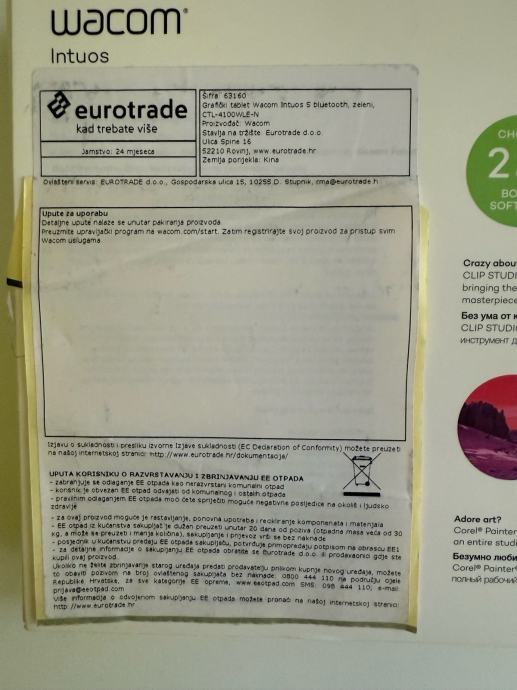 wacom®
Intuos
eurotrade
kad trebate više
Jamstvo: 24 mjeseca
Šifra: 63160
Grafički tablet Wacom Intuos S bluetooth, zeleni,
CTL-4100WLE-N
Proizvođač: Wacom
Stavlja na tržište: Eurotrade d.o.o.
Ulica Spine 16
52210 Rovinj, www.eurotrade.hr
Zemlja porijekla: Kina
Ovlašteni servis: EUROTRADE d.o.o., Gospodarska ulica 15, 10255 D. Stupnik, rma@eurotrade.h
Upute za uporabu
Detaljne upute nalaze se unutar pakiranja proizvoda.
Preuzmite upravljački program na wacom.com/start. Zatim registrirajte svoj proizvod za pristup svim
Wacom uslugama.
Izjavu o sukladnosti i presliku izvorne Izjave sukladnosti (EC Declaration of Conformity) možete preuzeti
na našoj internetskoj stranici: http://www.eurotrade.hr/dokumentacija/
UPUTA KORISNIKU O RAZVRSTAVANJU I ZBRINJAVANJU EE OTPADA
- zabranjuje se odlaganje EE otpada kao nerazvrstani komunalni otpad
- korisnik je obvezan EE otpad odvajati od komunalnog i ostalih otpada
- pravilnim odlaganjem EE otpada moći ćete spriječiti moguće negativne posljedice na okoliš i ljudsko
zdravlje
- za ovaj proizvod moguće je rastavljanje, ponovna uporaba i recikliranje komponenata i materijala
- EE otpad iz kućanstva sakupljač je dužan preuzeti unutar 20 dana od poziva (otpadna masa veća od 30
kg, a može se preuzeti i manja količina), sakupljanje i prijevoz vrši se bez naknade
- posjednik u kućanstvu predaju EE otpada sakupljaču, potvrđuje primopredaju potpisom na obrascu EE1
- za detaljne informacije o sakupljanju EE otpada obratite se Eurotrade d.o.o. ili prodavaonici gdje ste
kupili ovaj proizvod.
Ukoliko ne želite zbrinjavanje starog uređaja predati prodavatelju prilikom kupnje novog uređaja, možete
to obaviti pozivom na broj ovlaštenog sakupljača bez naknade: 0800 444 110 na području cijele
Republike Hrvatske, za sve kategorije EE opreme, www.eeotpad.com SMS: 098 444 110, e-mail:
prijava@eeotpad.com
Više informacija o odvojenom sakupljanju EE otpada možete pronaći na našoj internetskoj stranici:
http://www.eurotrade.hr
CHO
2
BO
SOFT
Crazy abou
CLIP STUDI
bringing the
masterpiece
Без ума от к
CLIP STUDI
инструмент д
Adore art?
Corel® Painter
an entire studi
Безумно люби
Corel® Painter®
полный рабочий